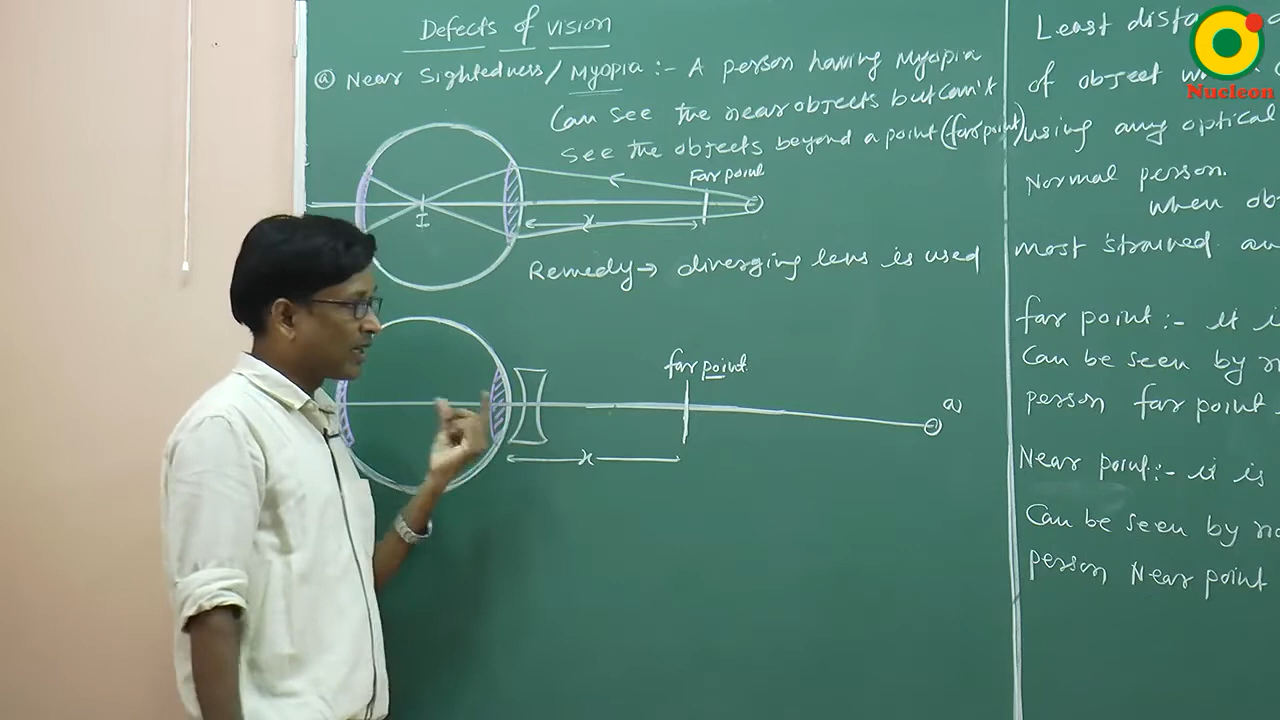 Defects of vision
(a) Near Sightedness / Myopia :- A person having Myopia
Can see the near objects but can't
see the objects beyond a point (far point)
Far point
I
x
Remedy → diverging lens is used
far point
x
Least
of object
using any optical
Normal person.
when
most strained
far point :- it is
Can be seen by
person far point
Near point :- it is
Can be seen by
person Near point
Nucleon